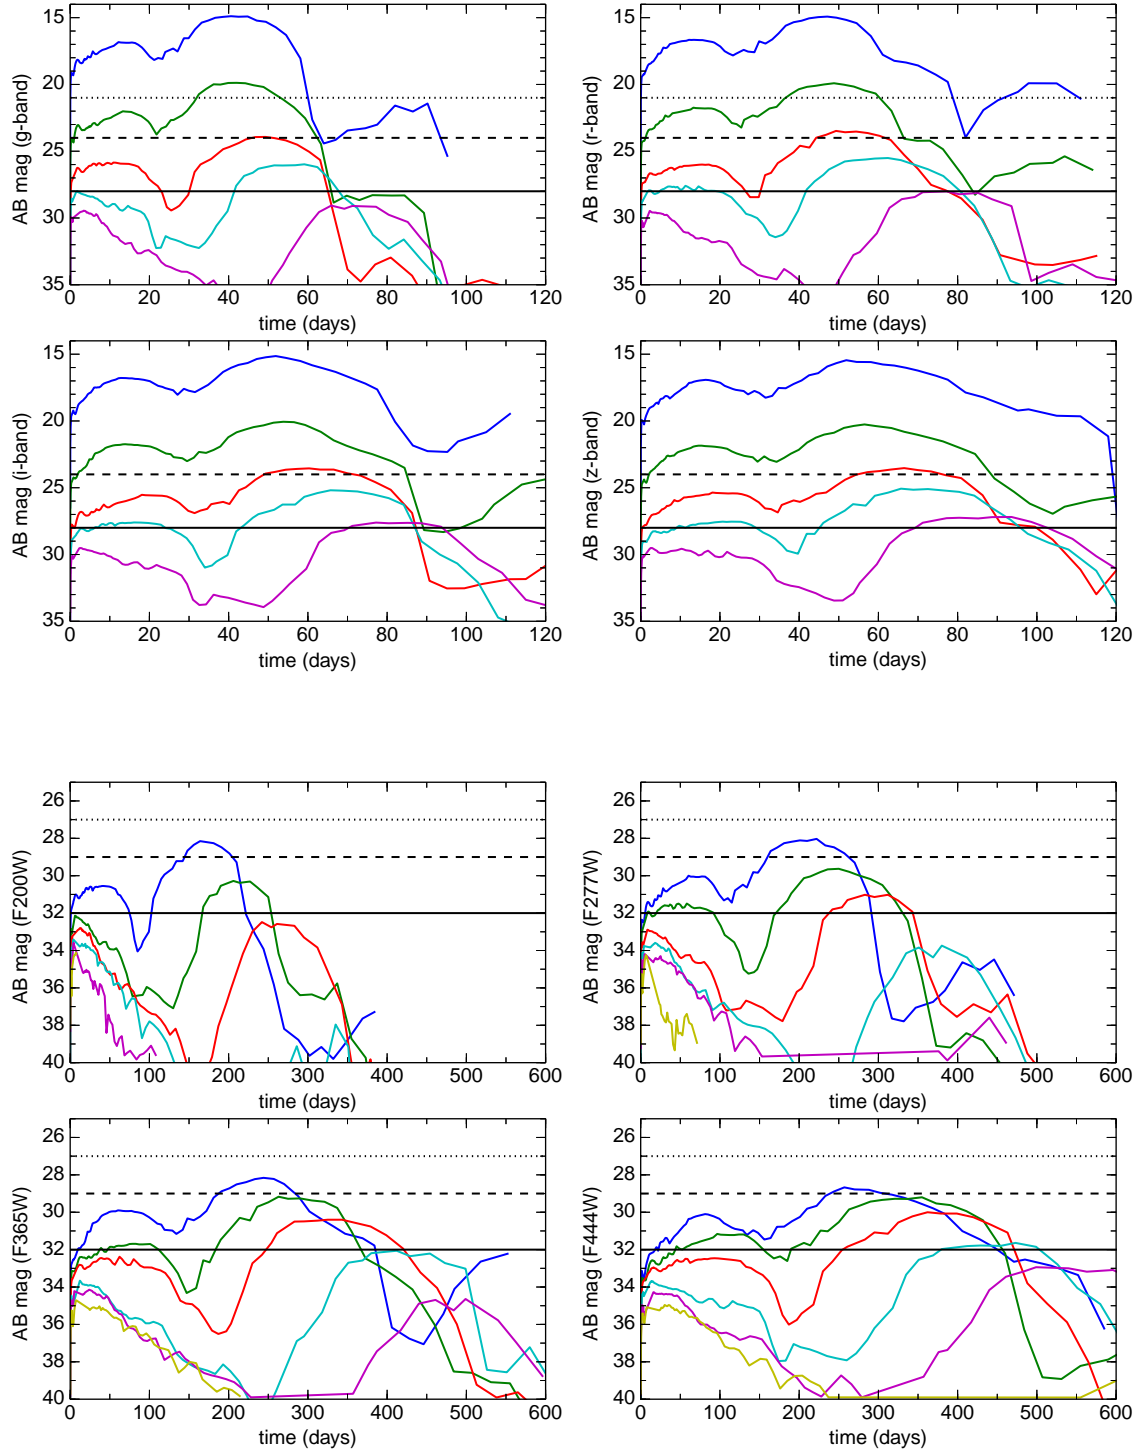 15
20
25
30
35
AB mag (g-band)
0 20 40 60 80 100 120
time (days)
15
20
25
30
35
AB mag (r-band)
0 20 40 60 80 100 120
time (days)
15
20
25
30
35
AB mag (i-band)
0 20 40 60 80 100 120
time (days)
15
20
25
30
35
AB mag (z-band)
0 20 40 60 80 100 120
time (days)
26
28
30
32
34
36
38
40
AB mag (F200W)
0 100 200 300 400 500 600
time (days)
26
28
30
32
34
36
38
40
AB mag (F277W)
0 100 200 300 400 500 600
time (days)
26
28
30
32
34
36
38
40
AB mag (F365W)
0 100 200 300 400 500 600
time (days)
26
28
30
32
34
36
38
40
AB mag (F444W)
0 100 200 300 400 500 600
time (days)